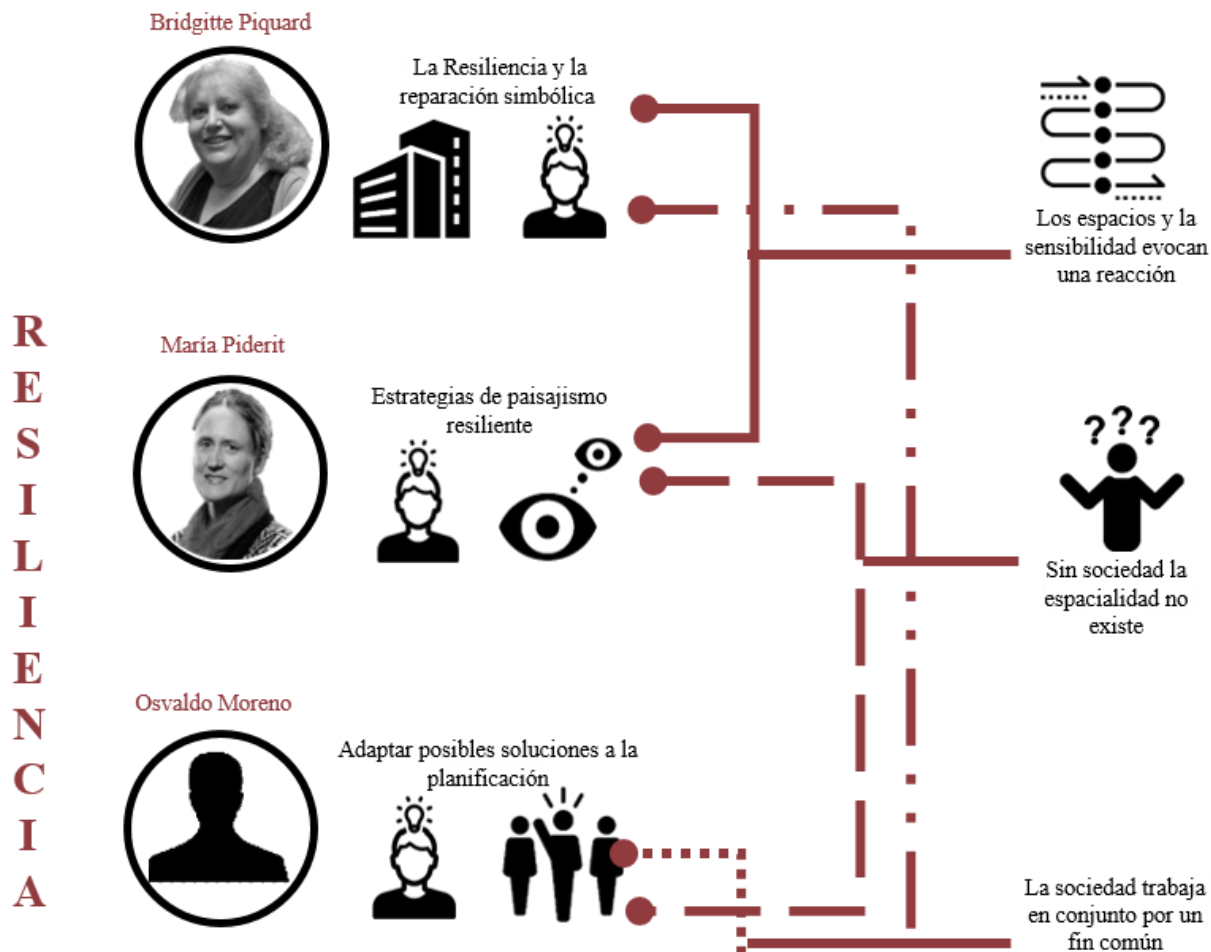 RESILIENCIA
Bridgitte Piquard
La Resiliencia y la
reparación simbólica
Los espacios y la
sensibilidad evocan
una reacción
María Piderit
Estrategias de paisajismo
resiliente
? ? ?
Sin sociedad la
espacialidad no
existe
Osvaldo Moreno
Adaptar posibles soluciones a la
planificación
La sociedad trabaja
en conjunto por un
fin común